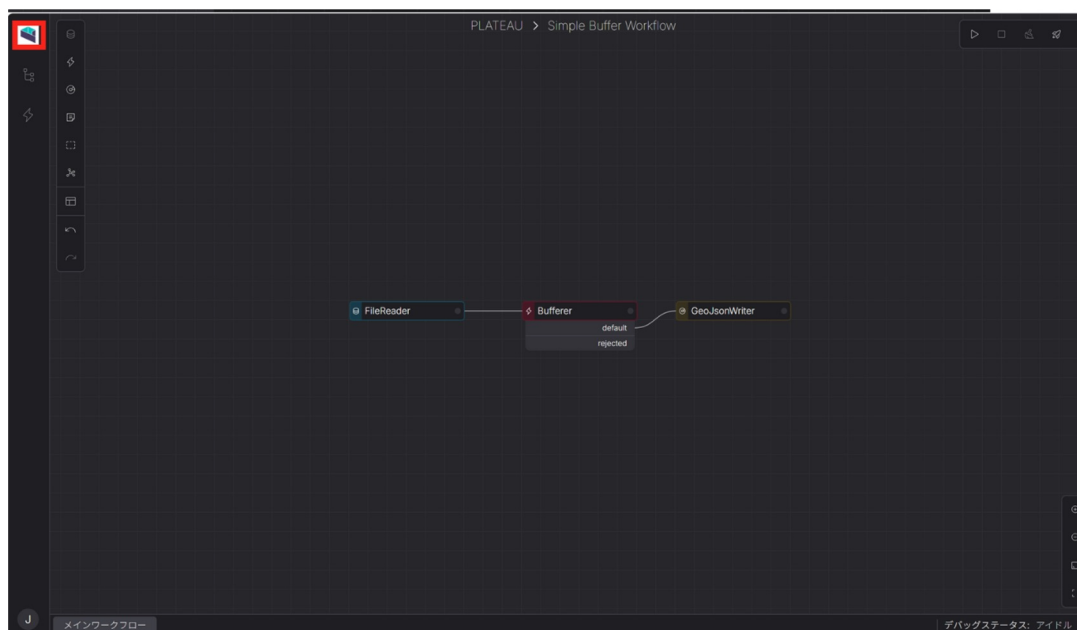 PLATEAU > Simple Buffer Workflow
FileReader
Bufferer
default
rejected
GeoJsonWriter
J
メインワークフロー
デバッグステータス: アイドル